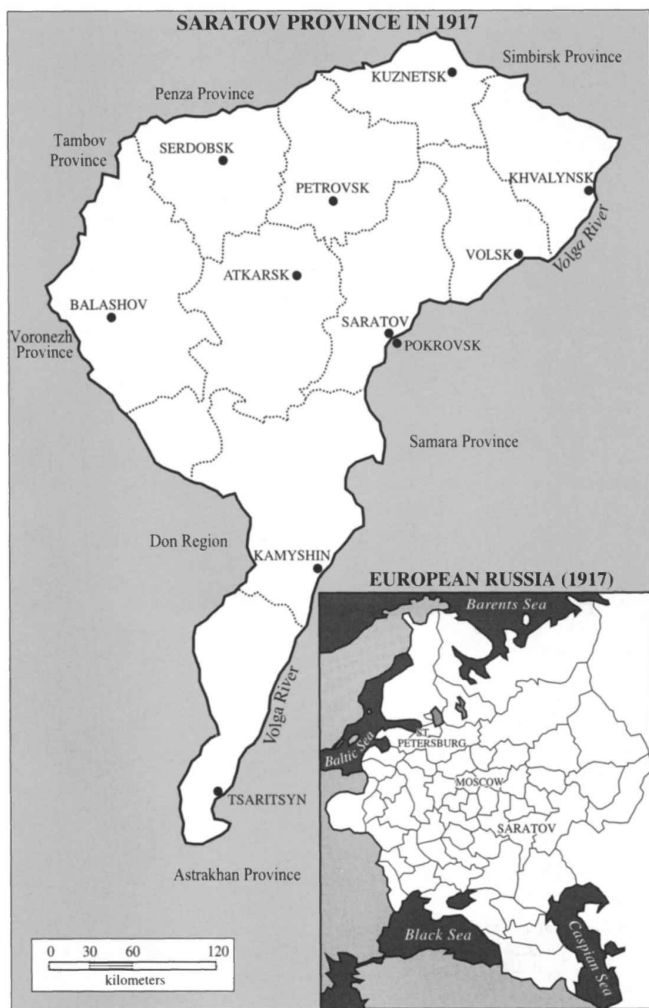 SARATOV PROVINCE IN 1917
Simbirsk Province
KUZNETSK
Penza Province
Tambov
Province
SERDOBSK
PETROVSK
KHVALYNSK
Volga River
VOLSK
ATKARSK
BALASHOV
SARATOV
POKROVSK
Voronezh
Province
Samara Province
Don Region
KAMYSHIN
Volga River
TSARITSYN
Astrakhan Province
0 30 60 120
kilometers
EUROPEAN RUSSIA (1917)
Barents Sea
Baltic Sea
ST.
PETERSBURG
MOSCOW
SARATOV
Black Sea
Caspian Sea